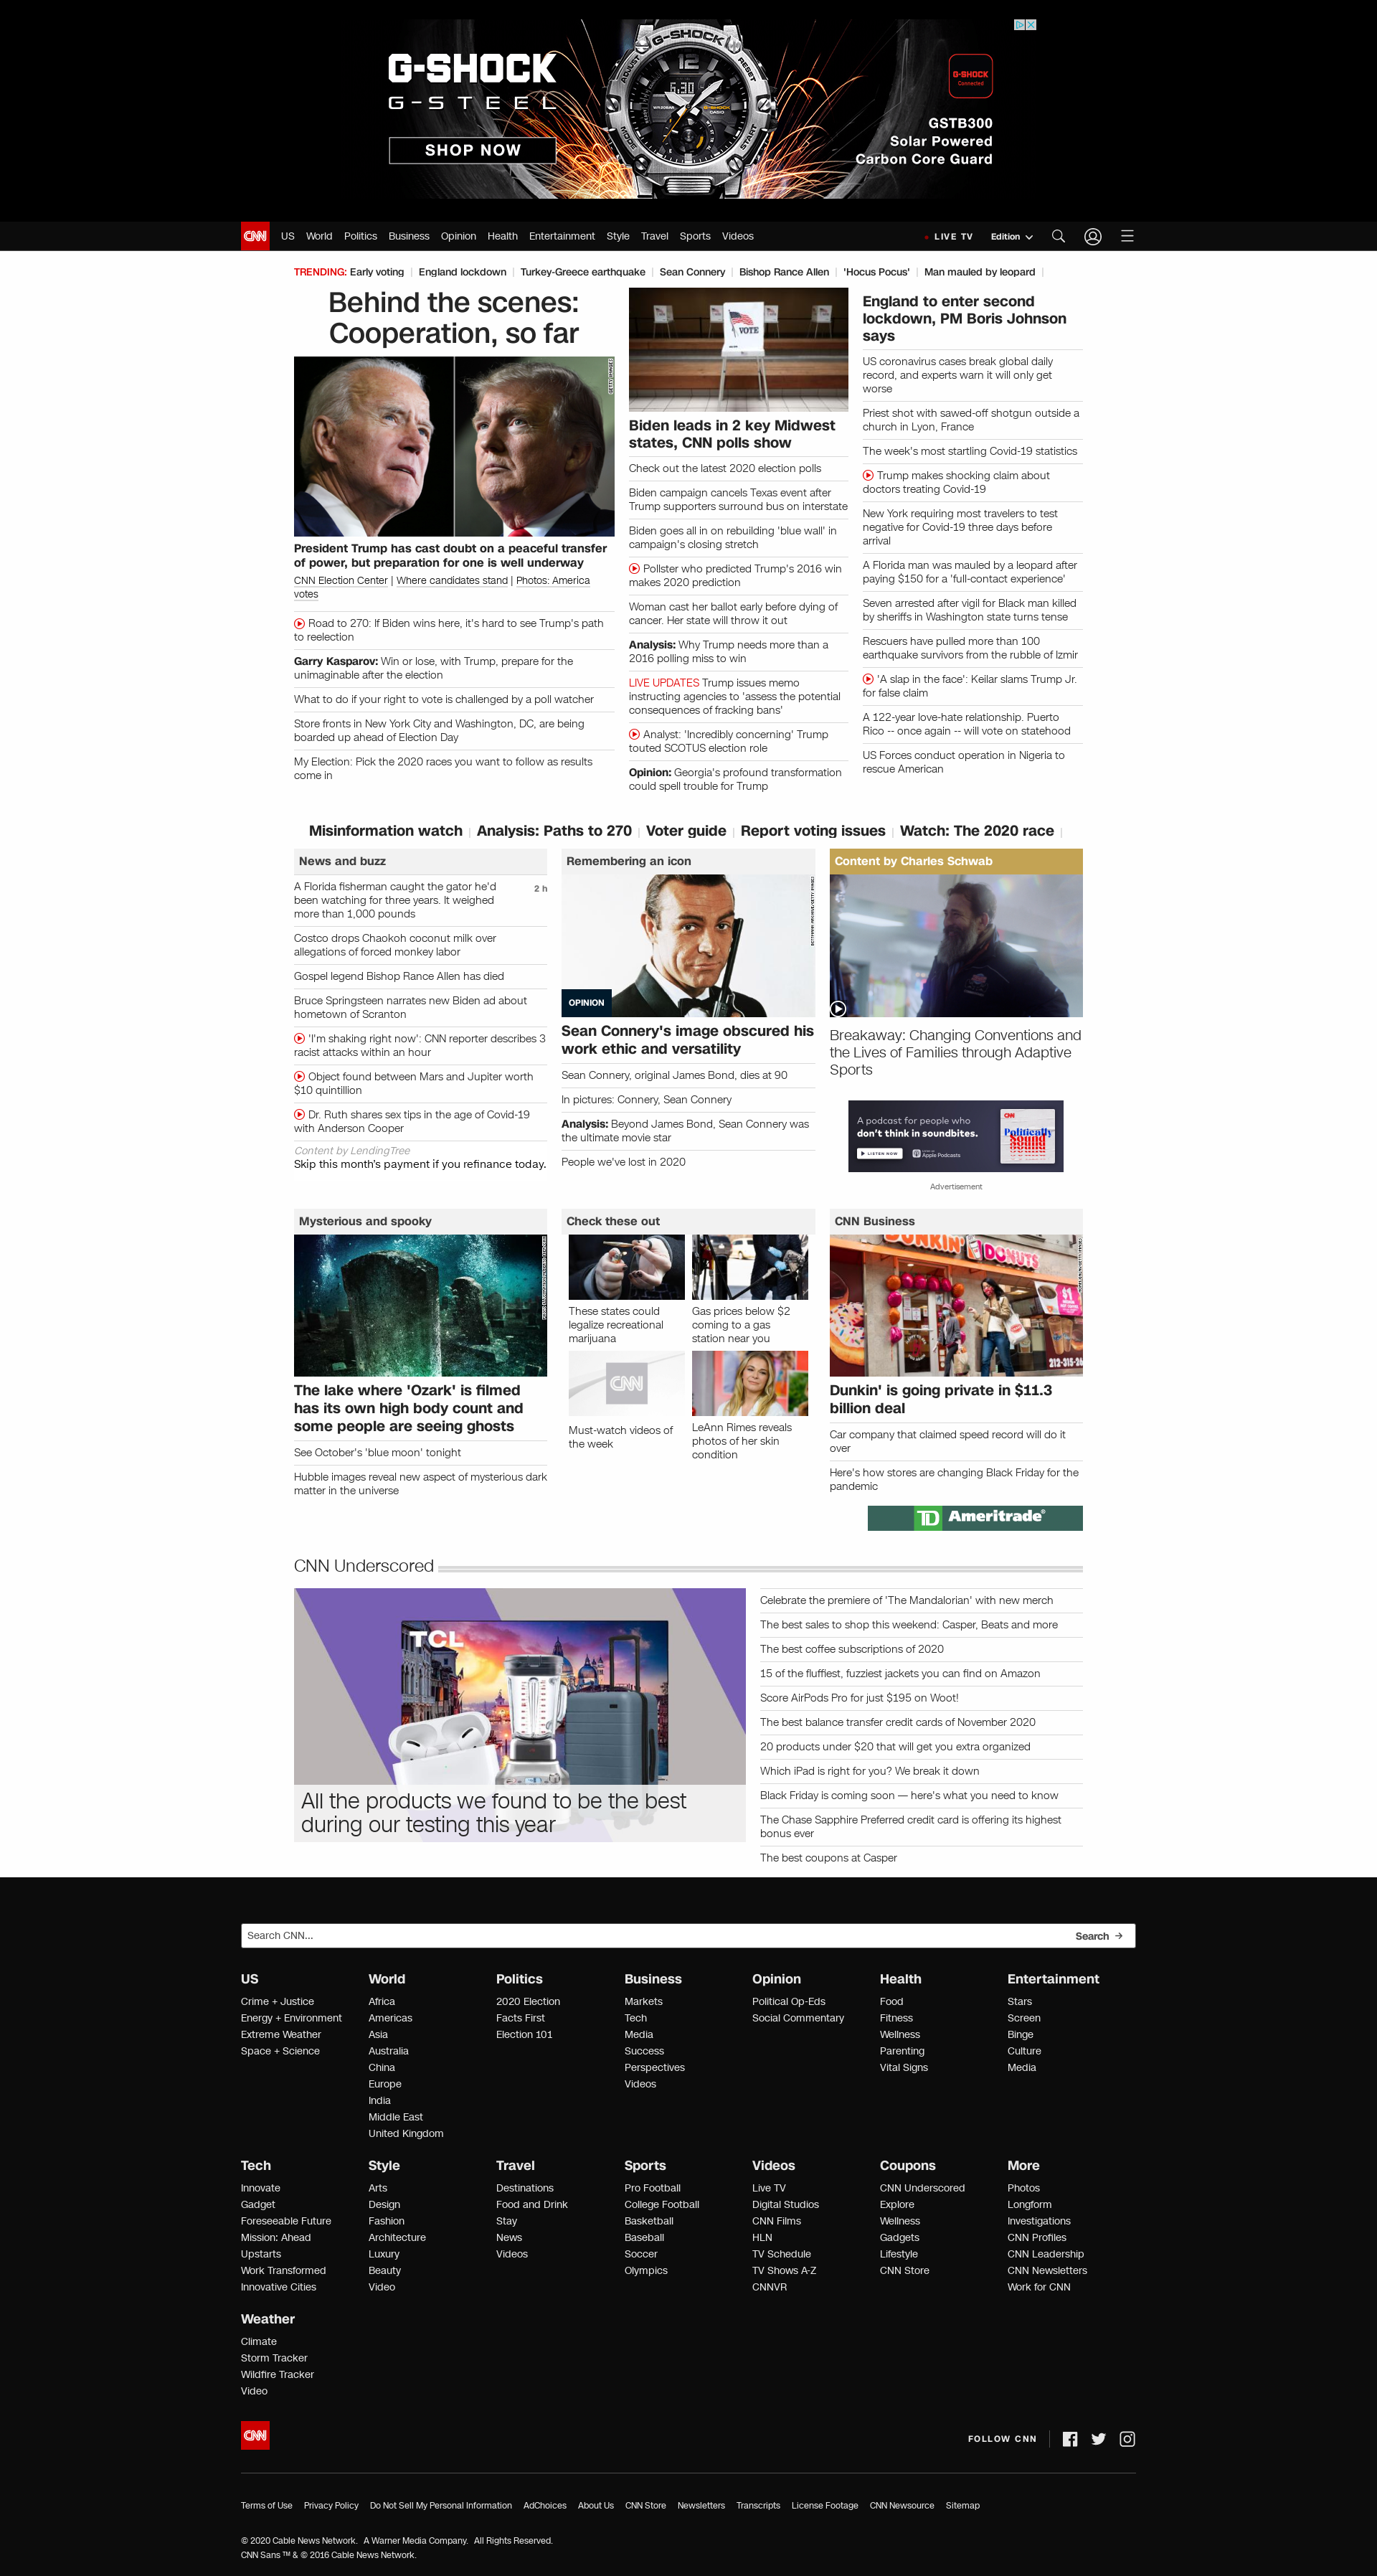 G-SHOCK
G-STEEL
SHOP NOW
G-SHOCK
Connected
GSTB300
Solar Powered
Carbon Core Guard
CNN US World Politics Business Opinion Health Entertainment Style Travel Sports Videos LIVE TV Edition
TRENDING: Early voting | England lockdown | Turkey-Greece earthquake | Sean Connery | Bishop Rance Allen | 'Hocus Pocus' | Man mauled by leopard |
Behind the scenes:
Cooperation, so far
President Trump has cast doubt on a peaceful transfer
of power, but preparation for one is well underway
CNN Election Center | Where candidates stand | Photos: America
votes
Road to 270: If Biden wins here, it's hard to see Trump's path
to reelection
Garry Kasparov: Win or lose, with Trump, prepare for the
unimaginable after the election
What to do if your right to vote is challenged by a poll watcher
Store fronts in New York City and Washington, DC, are being
boarded up ahead of Election Day
My Election: Pick the 2020 races you want to follow as results
come in
VOTE
Biden leads in 2 key Midwest
states, CNN polls show
Check out the latest 2020 election polls
Biden campaign cancels Texas event after
Trump supporters surround bus on interstate
Biden goes all in on rebuilding 'blue wall' in
campaign's closing stretch
Pollster who predicted Trump's 2016 win
makes 2020 prediction
Woman cast her ballot early before dying of
cancer. Her state will throw it out
Analysis: Why Trump needs more than a
2016 polling miss to win
LIVE UPDATES Trump issues memo
instructing agencies to 'assess the potential
consequences of fracking bans'
Analyst: 'Incredibly concerning' Trump
touted SCOTUS election role
Opinion: Georgia's profound transformation
could spell trouble for Trump
England to enter second
lockdown, PM Boris Johnson
says
US coronavirus cases break global daily
record, and experts warn it will only get
worse
Priest shot with sawed-off shotgun outside a
church in Lyon, France
The week's most startling Covid-19 statistics
Trump makes shocking claim about
doctors treating Covid-19
New York requiring most travelers to test
negative for Covid-19 three days before
arrival
A Florida man was mauled by a leopard after
paying $150 for a 'full-contact experience'
Seven arrested after vigil for Black man killed
by sheriffs in Washington state turns tense
Rescuers have pulled more than 100
earthquake survivors from the rubble of Izmir
'A slap in the face': Keilar slams Trump Jr.
for false claim
A 122-year love-hate relationship. Puerto
Rico -- once again -- will vote on statehood
US Forces conduct operation in Nigeria to
rescue American
Misinformation watch | Analysis: Paths to 270 | Voter guide | Report voting issues | Watch: The 2020 race |
News and buzz
A Florida fisherman caught the gator he'd
been watching for three years. It weighed
more than 1,000 pounds
2 h
Costco drops Chaokoh coconut milk over
allegations of forced monkey labor
Gospel legend Bishop Rance Allen has died
Bruce Springsteen narrates new Biden ad about
hometown of Scranton
'I'm shaking right now': CNN reporter describes 3
racist attacks within an hour
Object found between Mars and Jupiter worth
$10 quintillion
Dr. Ruth shares sex tips in the age of Covid-19
with Anderson Cooper
Content by LendingTree
Skip this month's payment if you refinance today.
Remembering an icon
OPINION
Sean Connery's image obscured his
work ethic and versatility
Sean Connery, original James Bond, dies at 90
In pictures: Connery, Sean Connery
Analysis: Beyond James Bond, Sean Connery was
the ultimate movie star
People we've lost in 2020
Content by Charles Schwab
Breakaway: Changing Conventions and
the Lives of Families through Adaptive
Sports
A podcast for people who
don't think in soundbites.
LISTEN NOW
Apple Podcasts
CNN
Politically
Sound
Advertisement
Mysterious and spooky
The lake where 'Ozark' is filmed
has its own high body count and
some people are seeing ghosts
See October's 'blue moon' tonight
Hubble images reveal new aspect of mysterious dark
matter in the universe
Check these out
These states could
legalize recreational
marijuana
Gas prices below $2
coming to a gas
station near you
CNN
Must-watch videos of
the week
LeAnn Rimes reveals
photos of her skin
condition
CNN Business
DUNKIN' DONUTS
Dunkin' is going private in $11.3
billion deal
Car company that claimed speed record will do it
over
Here's how stores are changing Black Friday for the
pandemic
TD Ameritrade®
CNN Underscored
TCL
All the products we found to be the best
during our testing this year
Celebrate the premiere of 'The Mandalorian' with new merch
The best sales to shop this weekend: Casper, Beats and more
The best coffee subscriptions of 2020
15 of the fluffiest, fuzziest jackets you can find on Amazon
Score AirPods Pro for just $195 on Woot!
The best balance transfer credit cards of November 2020
20 products under $20 that will get you extra organized
Which iPad is right for you? We break it down
Black Friday is coming soon — here's what you need to know
The Chase Sapphire Preferred credit card is offering its highest
bonus ever
The best coupons at Casper
Search CNN...
Search →
US
Crime + Justice
Energy + Environment
Extreme Weather
Space + Science
World
Africa
Americas
Asia
Australia
China
Europe
India
Middle East
United Kingdom
Politics
2020 Election
Facts First
Election 101
Business
Markets
Tech
Media
Success
Perspectives
Videos
Opinion
Political Op-Eds
Social Commentary
Health
Food
Fitness
Wellness
Parenting
Vital Signs
Entertainment
Stars
Screen
Binge
Culture
Media
Tech
Innovate
Gadget
Foreseeable Future
Mission: Ahead
Upstarts
Work Transformed
Innovative Cities
Style
Arts
Design
Fashion
Architecture
Luxury
Beauty
Video
Travel
Destinations
Food and Drink
Stay
News
Videos
Sports
Pro Football
College Football
Basketball
Baseball
Soccer
Olympics
Videos
Live TV
Digital Studios
CNN Films
HLN
TV Schedule
TV Shows A-Z
CNNVR
Coupons
CNN Underscored
Explore
Wellness
Gadgets
Lifestyle
CNN Store
More
Photos
Longform
Investigations
CNN Profiles
CNN Leadership
CNN Newsletters
Work for CNN
Weather
Climate
Storm Tracker
Wildfire Tracker
Video
CNN
FOLLOW CNN
Terms of Use Privacy Policy Do Not Sell My Personal Information AdChoices About Us CNN Store Newsletters Transcripts License Footage CNN Newsource Sitemap
© 2020 Cable News Network. A Warner Media Company. All Rights Reserved.
CNN Sans ™ & © 2016 Cable News Network.